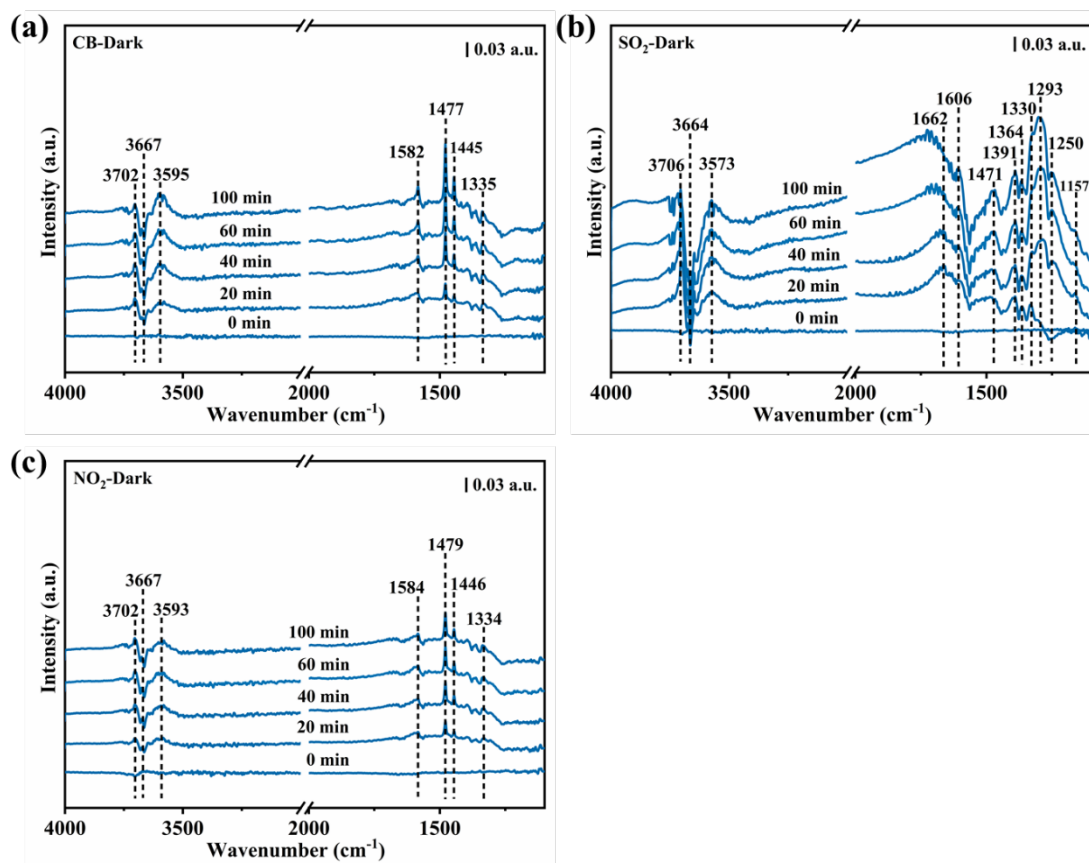 (a)
CB-Dark
0.03 a.u.
1477
3667
3702
3595
1582
1445
1335
100 min
60 min
40 min
20 min
0 min
Intensity (a.u.)
4000
3500
2000
1500
Wavenumber (cm⁻¹)
(b)
SO₂-Dark
0.03 a.u.
1293
1606
1330
1662
1364
3664
1391
1250
3706
3573
1471
1157
100 min
60 min
40 min
20 min
0 min
Intensity (a.u.)
4000
3500
2000
1500
Wavenumber (cm⁻¹)
(c)
NO₂-Dark
0.03 a.u.
1479
3667
1584
1446
3702
3593
1334
100 min
60 min
40 min
20 min
0 min
Intensity (a.u.)
4000
3500
2000
1500
Wavenumber (cm⁻¹)